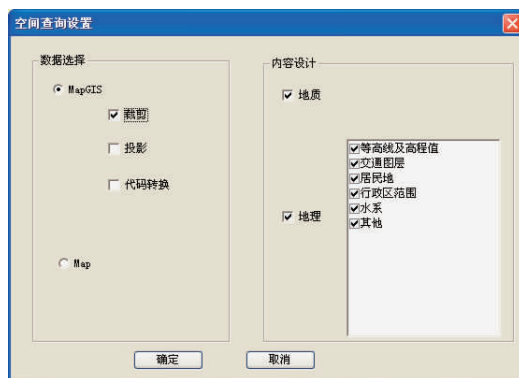 空间查询设置
数据选择
MapGIS
裁剪
投影
代码转换
Map
内容设计
地质
地理
等高线及高程值
交通图层
居民地
行政区范围
水系
其他
确定
取消